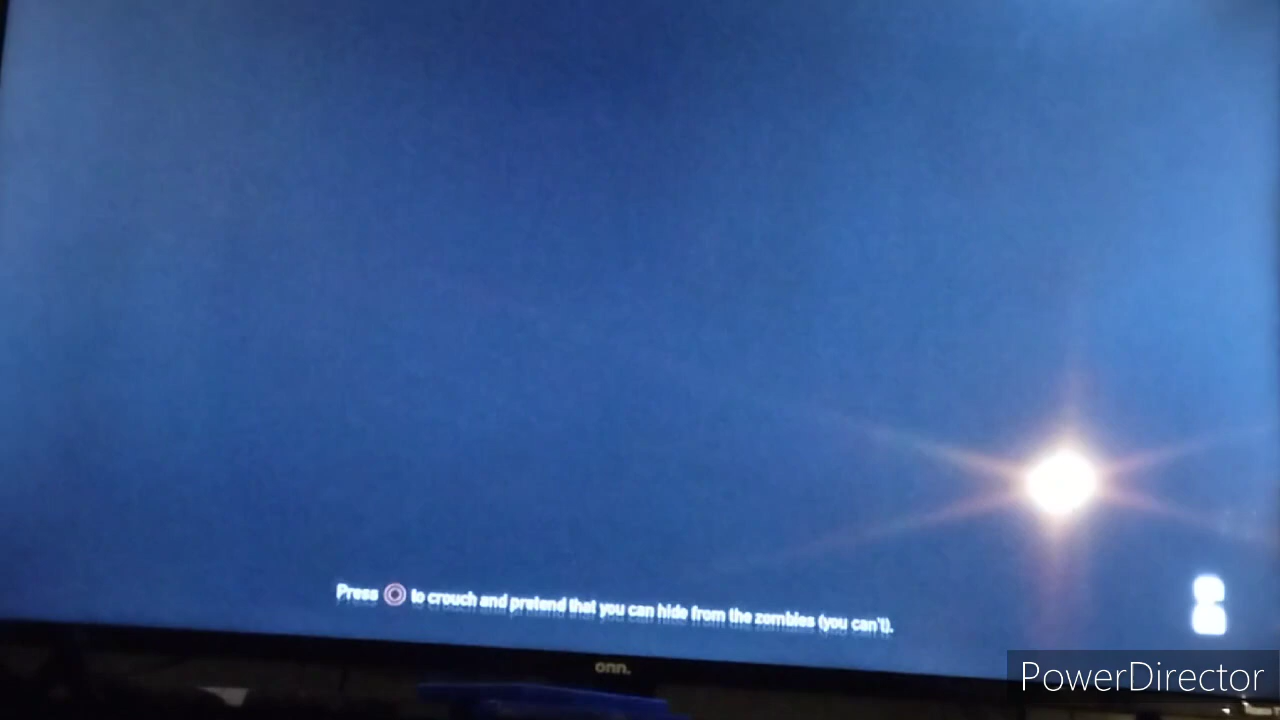 Press to crouch and pretend that you can hide from the zombies (you can't).
onn.
PowerDirector